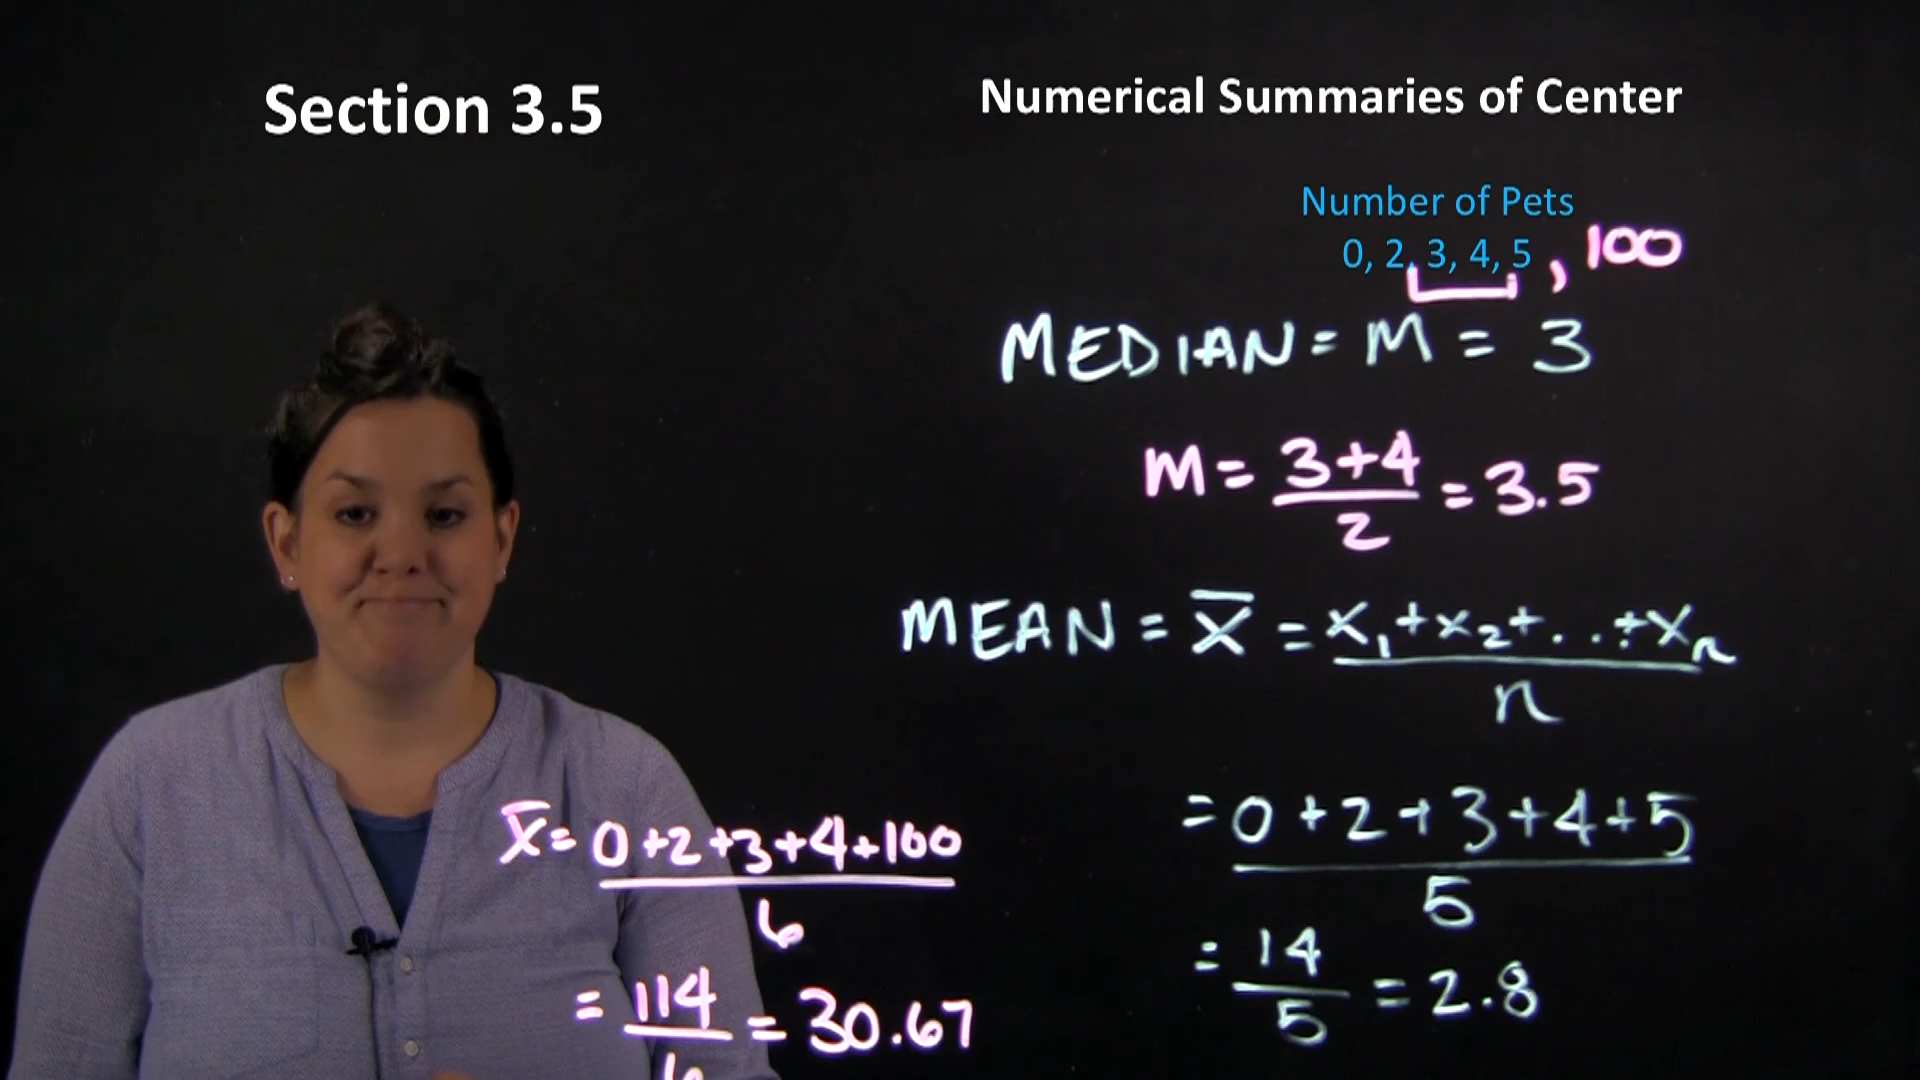 Section 3.5
Numerical Summaries of Center
Number of Pets
0, 2, 3, 4, 5, 100
MEDIAN = M = 3
M = 3+4 / 2 = 3.5
MEAN = x̄ = x₁+x₂+...+xₙ / n
= 0+2+3+4+5 / 5
= 14 / 5 = 2.8
x̄ = 0+2+3+4+100 / 6
= 114 / 6 = 30.67